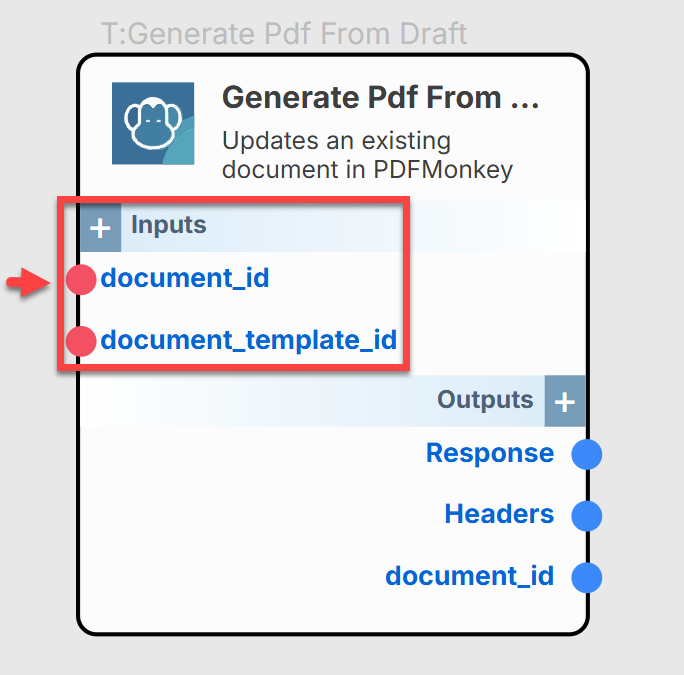 T:Generate Pdf From Draft
Generate Pdf From ...
Updates an existing
document in PDFMonkey
+ Inputs
document_id
document_template_id
Outputs +
Response
Headers
document_id